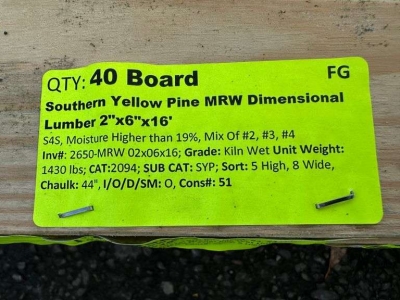 QTY: 40 Board FG
Southern Yellow Pine MRW Dimensional
Lumber 2"x6"x16'
S4S, Moisture Higher than 19%, Mix Of #2, #3, #4
Inv#: 2650-MRW 02x06x16; Grade: Kiln Wet Unit Weight:
1430 lbs; CAT:2094; SUB CAT: SYP; Sort: 5 High, 8 Wide,
Chaulk: 44", I/O/D/SM: O, Cons#: 51